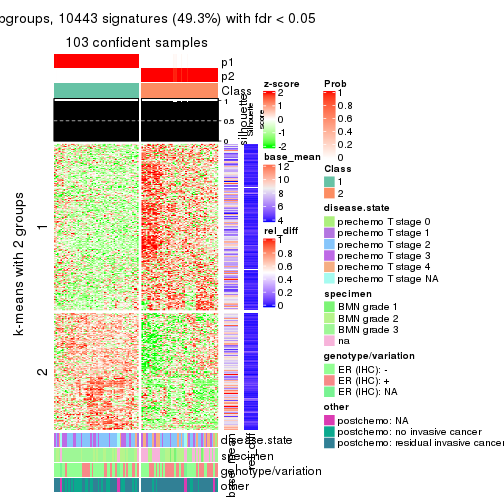 ogroups, 10443 signatures (49.3%) with fdr < 0.05
103 confident samples
p1
p2
Class
1
0.5
0
silhouette
k-means with 2 groups
1
2
disease.state
specimen
genotype/variation
other
base_mean
rel_diff
z-score
2
1
0
-1
-2
Silhouette
score
base_mean
12
10
8
6
4
rel_diff
1
0.8
0.6
0.4
0.2
0
Prob
1
0.8
0.6
0.4
0.2
0
Class
1
2
disease.state
prechemo T stage 0
prechemo T stage 1
prechemo T stage 2
prechemo T stage 3
prechemo T stage 4
prechemo T stage NA
specimen
BMN grade 1
BMN grade 2
BMN grade 3
na
genotype/variation
ER (IHC): -
ER (IHC): +
ER (IHC): NA
other
postchemo: NA
postchemo: no invasive cancer
postchemo: residual invasive cancer